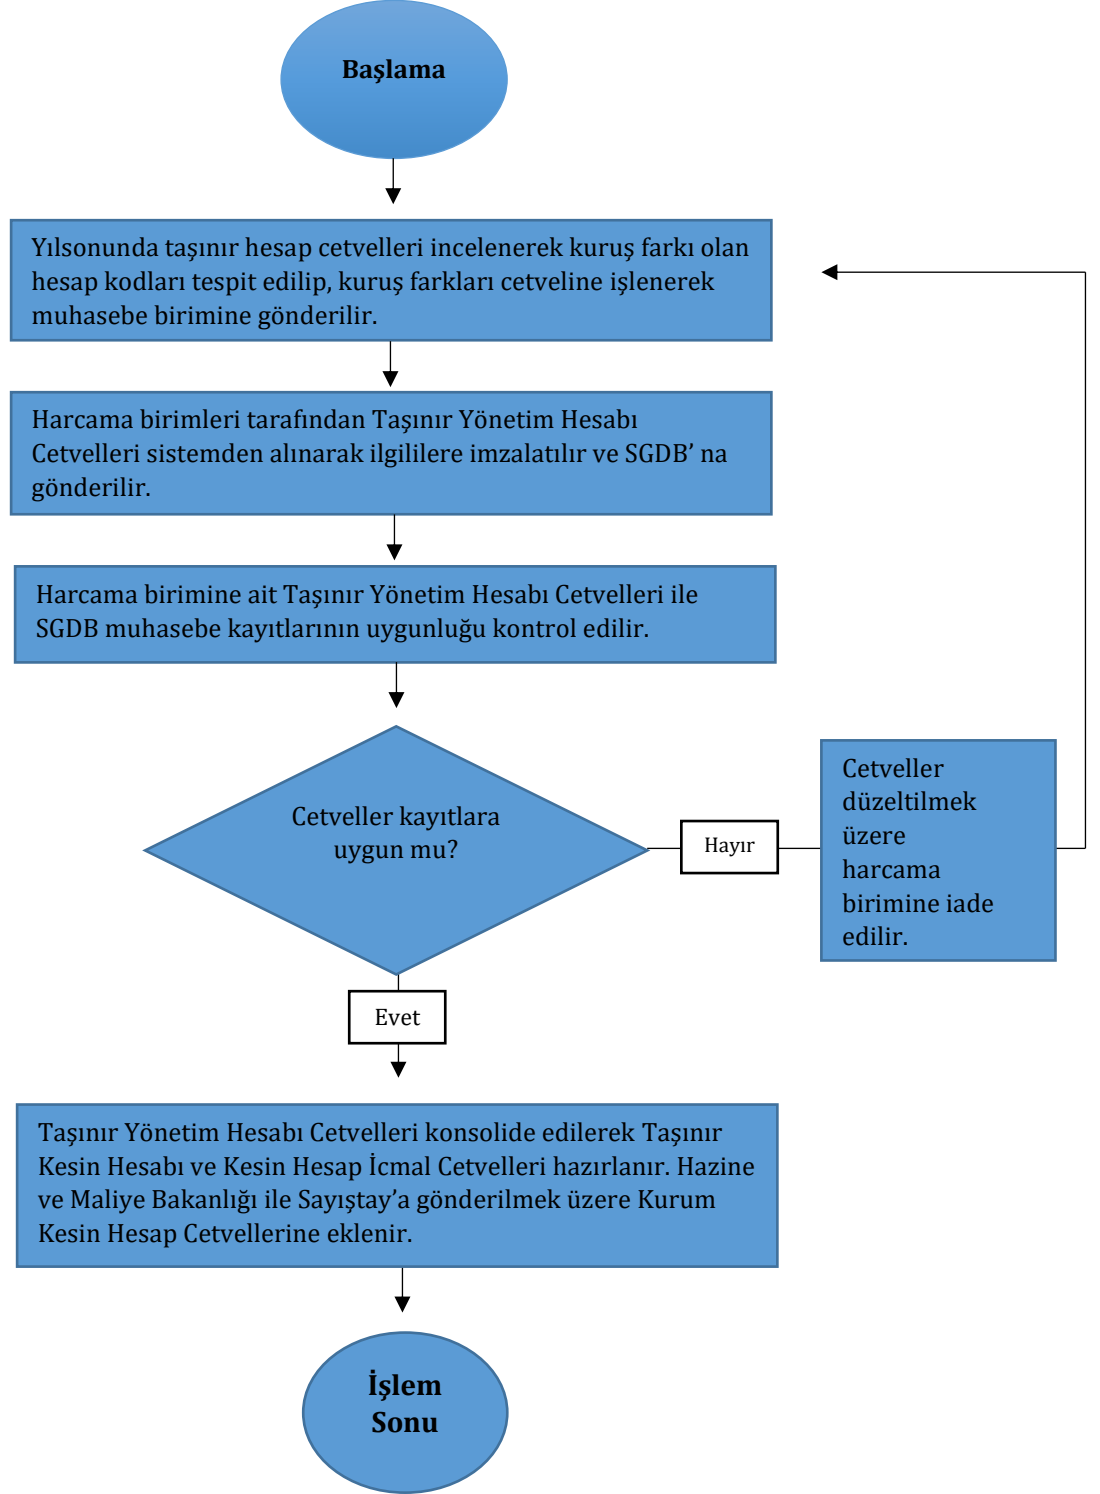 Başlama
Yılsonunda taşınır hesap cetvelleri incelenerek kuruş farkı olan
hesap kodları tespit edilip, kuruş farkları cetveline işlenerek
muhasebe birimine gönderilir.
Harcama birimleri tarafından Taşınır Yönetim Hesabı
Cetvelleri sistemden alınarak ilgililere imzalatılır ve SGDB’ na
gönderilir.
Harcama birimine ait Taşınır Yönetim Hesabı Cetvelleri ile
SGDB muhasebe kayıtlarının uygunluğu kontrol edilir.
Cetveller kayıtlara
uygun mu?
Hayır
Cetveller
düzeltilmek
üzere
harcama
birimine iade
edilir.
Evet
Taşınır Yönetim Hesabı Cetvelleri konsolide edilerek Taşınır
Kesin Hesabı ve Kesin Hesap İcmal Cetvelleri hazırlanır. Hazine
ve Maliye Bakanlığı ile Sayıştay’a gönderilmek üzere Kurum
Kesin Hesap Cetvellerine eklenir.
İşlem
Sonu